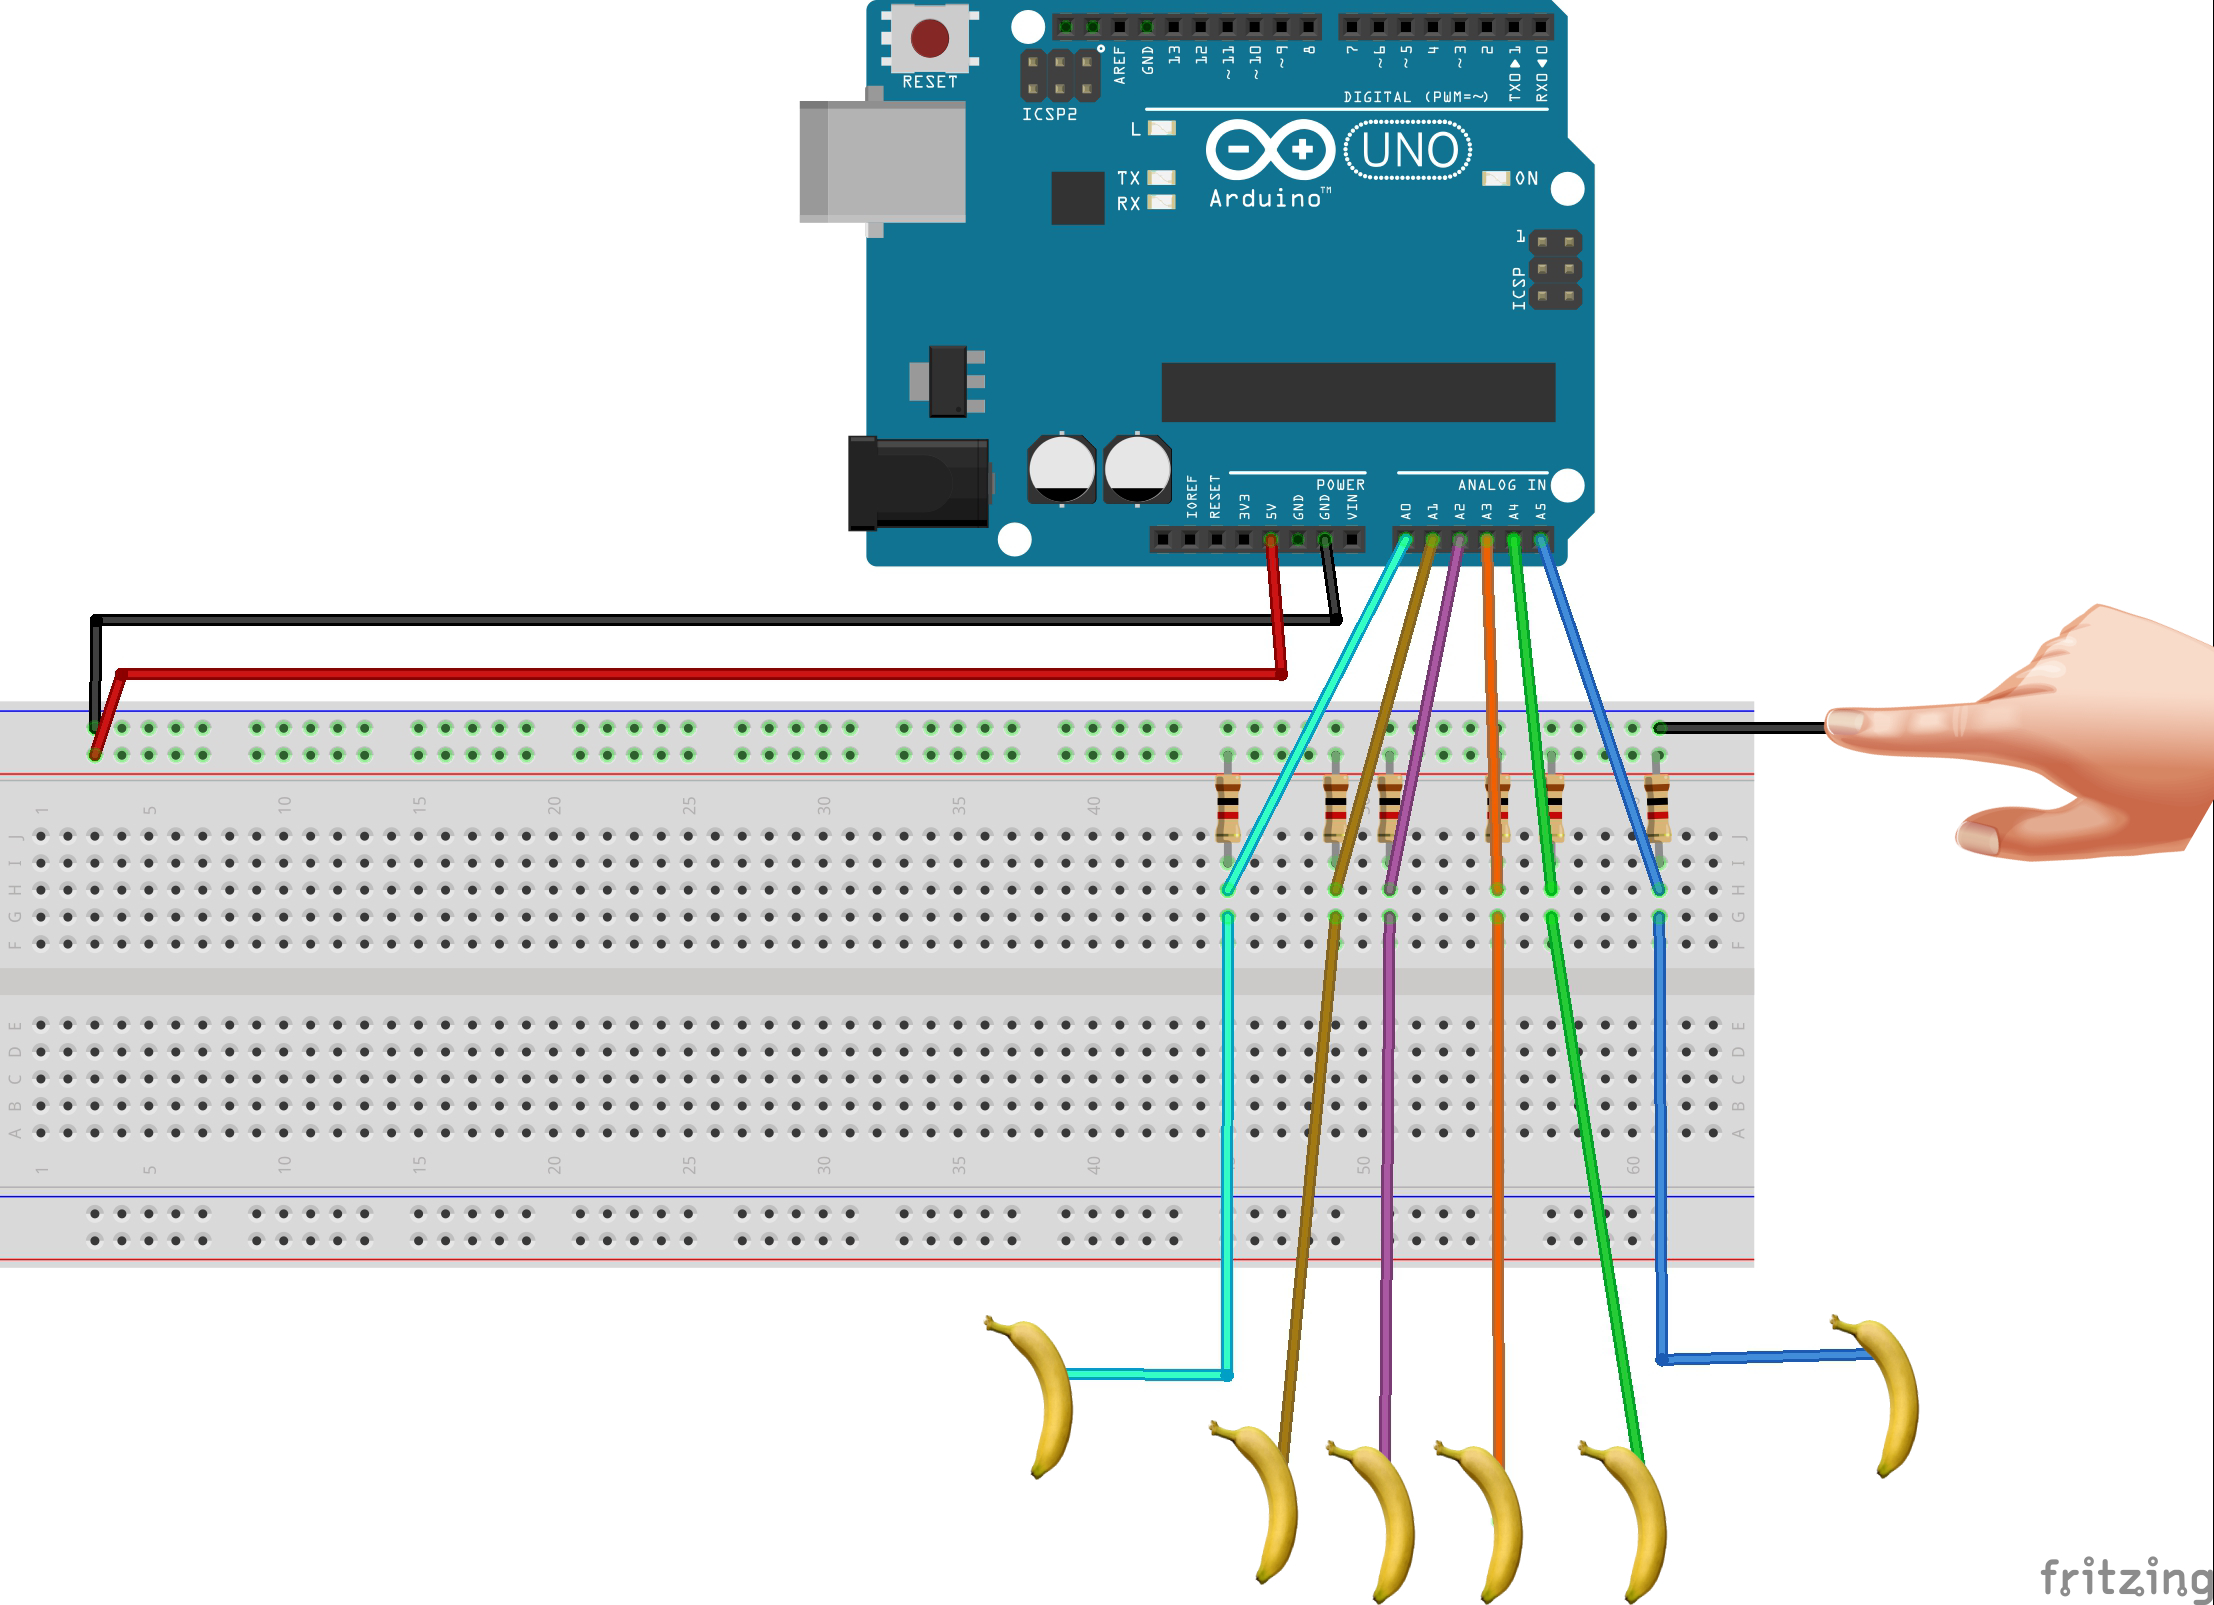 RESET
AREF
GND
13
12
~11
~10
~9
8
7
~6
~5
4
~3
2
TX0▶1
RX0◀0
ICSP2
DIGITAL (PWM=~)
L
TX
RX
UNO
Arduino™
ON
1
ICSP
POWER
ANALOG IN
IOREF
RESET
3V3
5V
GND
GND
VIN
A0
A1
A2
A3
A4
A5
1 5 10 15 20 25 30 35 40
J J
I I
H H
G G
F F
E E
D D
C C
B B
A A
1 5 10 15 20 25 30 35 40 50 60
fritzing